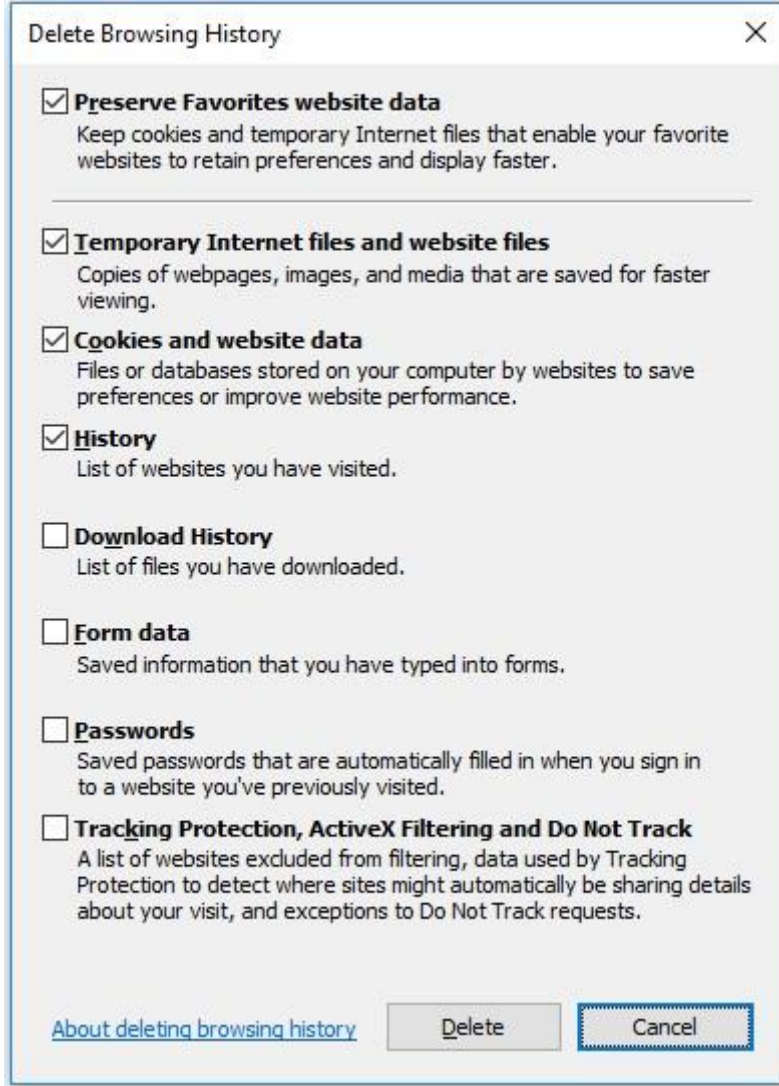 Delete Browsing History
Preserve Favorites website data
Keep cookies and temporary Internet files that enable your favorite
websites to retain preferences and display faster.
Temporary Internet files and website files
Copies of webpages, images, and media that are saved for faster
viewing.
Cookies and website data
Files or databases stored on your computer by websites to save
preferences or improve website performance.
History
List of websites you have visited.
Download History
List of files you have downloaded.
Form data
Saved information that you have typed into forms.
Passwords
Saved passwords that are automatically filled in when you sign in
to a website you've previously visited.
Tracking Protection, ActiveX Filtering and Do Not Track
A list of websites excluded from filtering, data used by Tracking
Protection to detect where sites might automatically be sharing details
about your visit, and exceptions to Do Not Track requests.
About deleting browsing history Delete Cancel